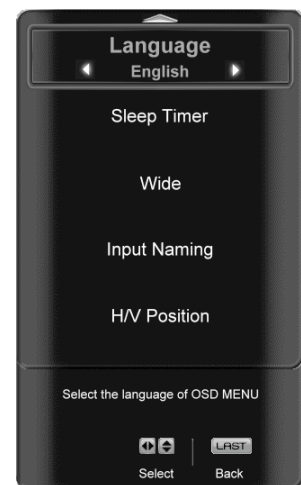 Language
English
Sleep Timer
Wide
Input Naming
H/V Position
Select the language of OSD MENU
LAST
Select Back